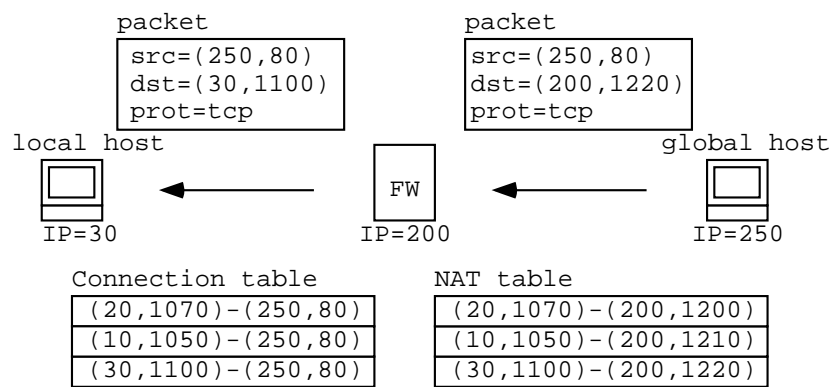 packet packet
src=(250,80) src=(250,80)
dst=(30,1100) dst=(200,1220)
prot=tcp prot=tcp
local host global host
FW
IP=30 IP=200 IP=250
Connection table NAT table
(20,1070)-(250,80) (20,1070)-(200,1200)
(10,1050)-(250,80) (10,1050)-(200,1210)
(30,1100)-(250,80) (30,1100)-(200,1220)